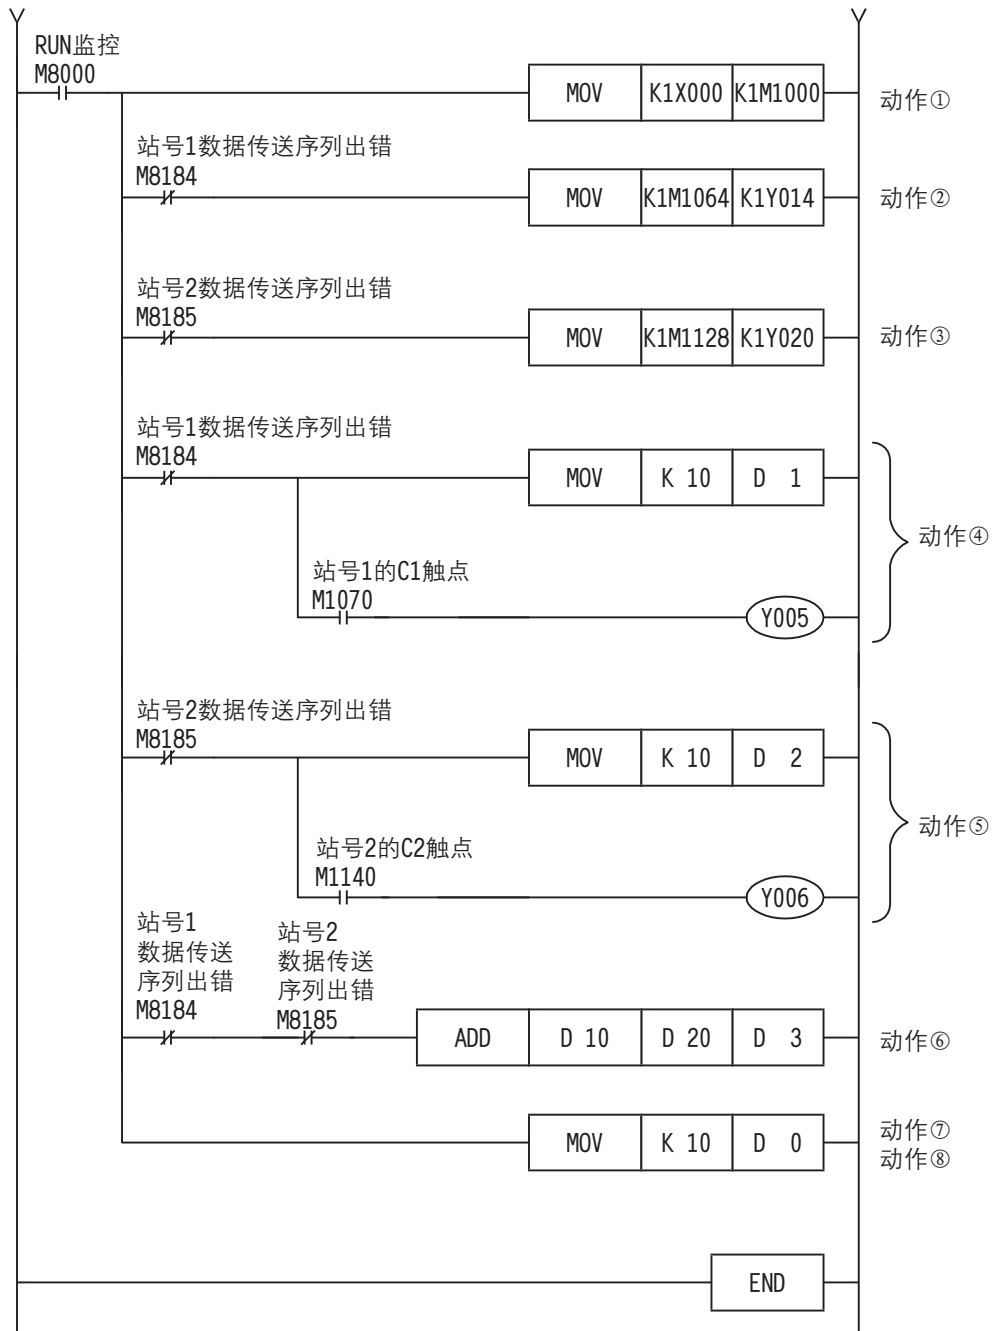 RUN监控
M8000
MOV K1X000 K1M1000 动作①
站号1数据传送序列出错
M8184
MOV K1M1064 K1Y014 动作②
站号2数据传送序列出错
M8185
MOV K1M1128 K1Y020 动作③
站号1数据传送序列出错
M8184
MOV K 10 D 1
动作④
站号1的C1触点
M1070
Y005
站号2数据传送序列出错
M8185
MOV K 10 D 2
动作⑤
站号2的C2触点
M1140
Y006
站号1
数据传送
序列出错
M8184
站号2
数据传送
序列出错
M8185
ADD D 10 D 20 D 3 动作⑥
MOV K 10 D 0
动作⑦
动作⑧
END